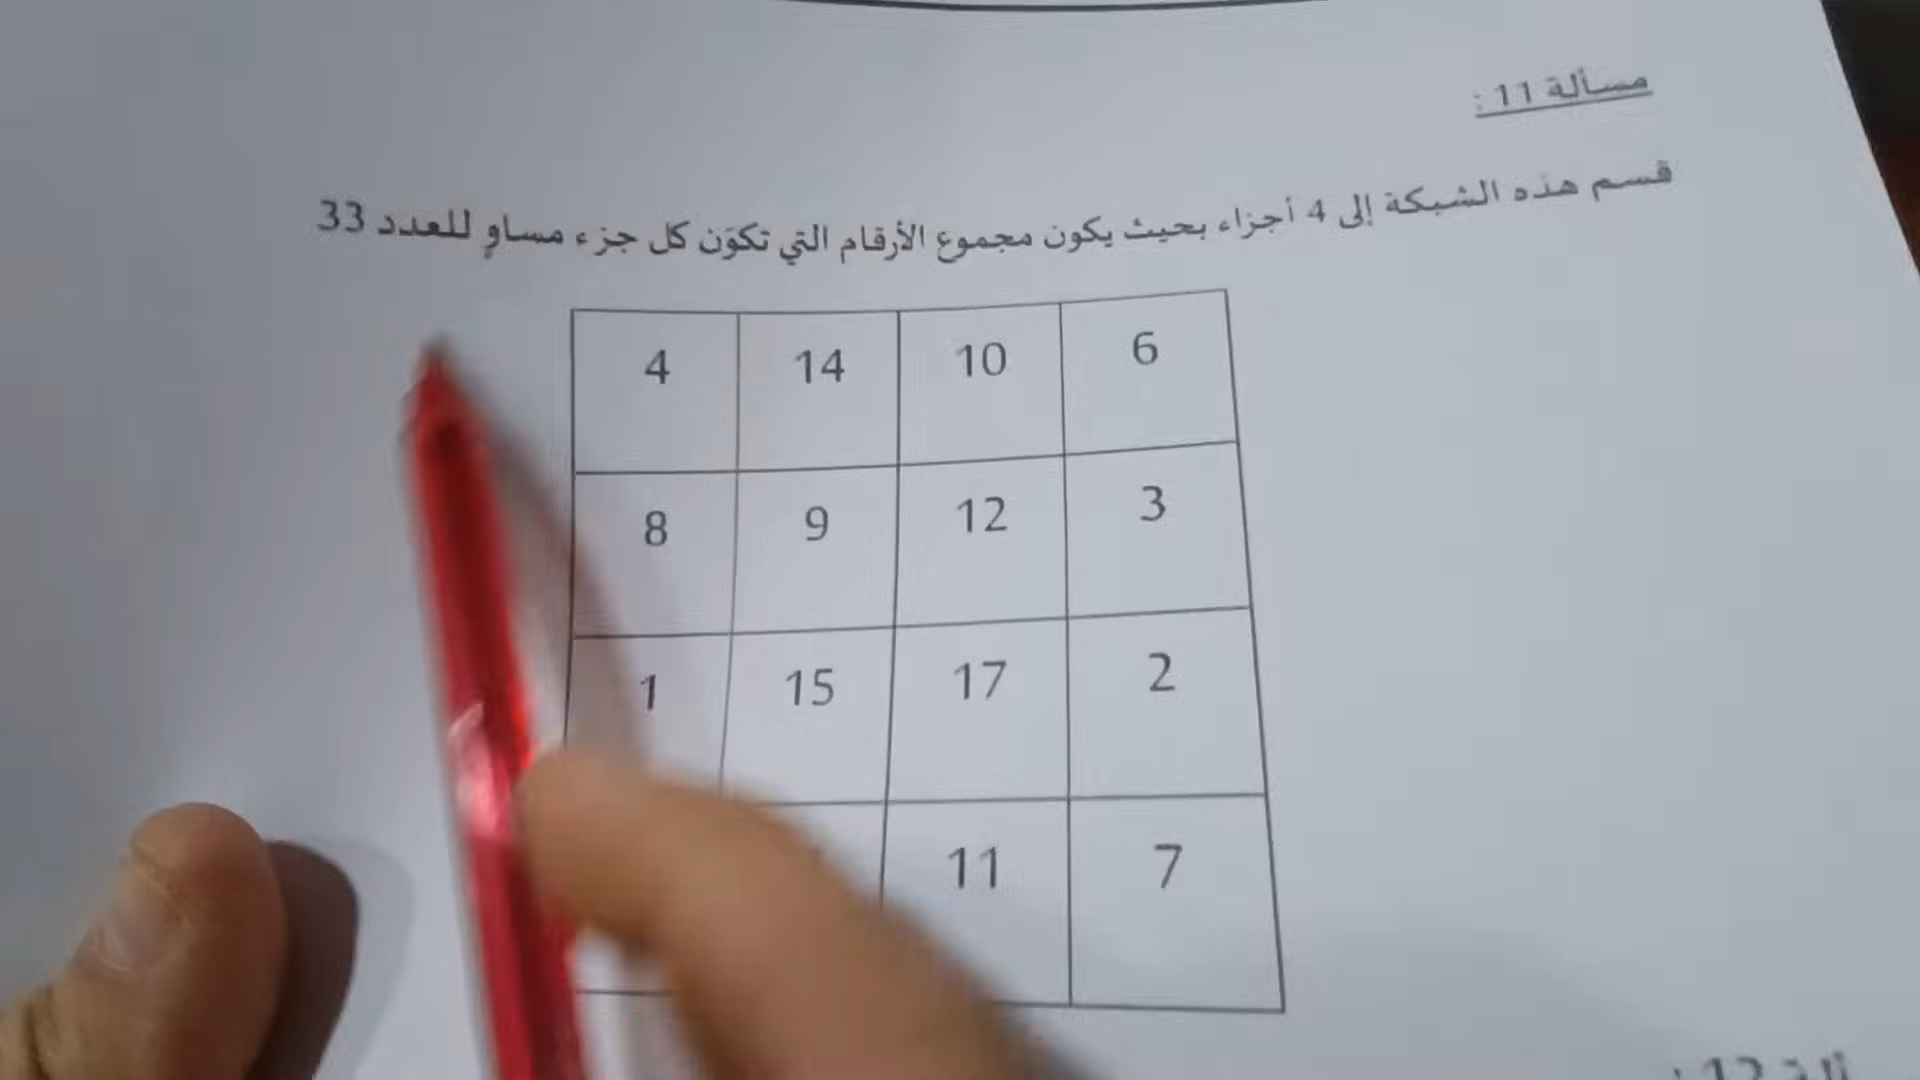 مسألة 11 :
قسم هذه الشبكة إلى 4 أجزاء بحيث يكون مجموع الأرقام التي تكوّن كل جزء مساوٍ للعدد 33
4 14 10 6
8 9 12 3
1 15 17 2
11 7